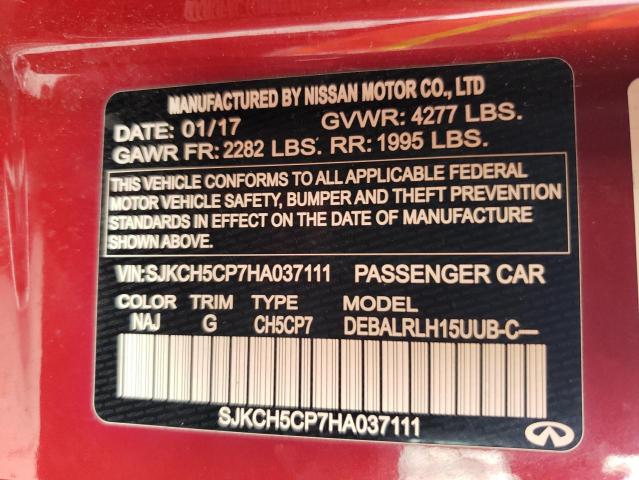 MANUFACTURED BY NISSAN MOTOR CO., LTD
DATE: 01/17 GVWR: 4277 LBS.
GAWR FR: 2282 LBS. RR: 1995 LBS.
THIS VEHICLE CONFORMS TO ALL APPLICABLE FEDERAL
MOTOR VEHICLE SAFETY, BUMPER AND THEFT PREVENTION
STANDARDS IN EFFECT ON THE DATE OF MANUFACTURE
SHOWN ABOVE.
VIN:SJKCH5CP7HA037111 PASSENGER CAR
COLOR TRIM TYPE MODEL
NAJ G CH5CP7 DEBALRLH15UUB-C—
SJKCH5CP7HA037111